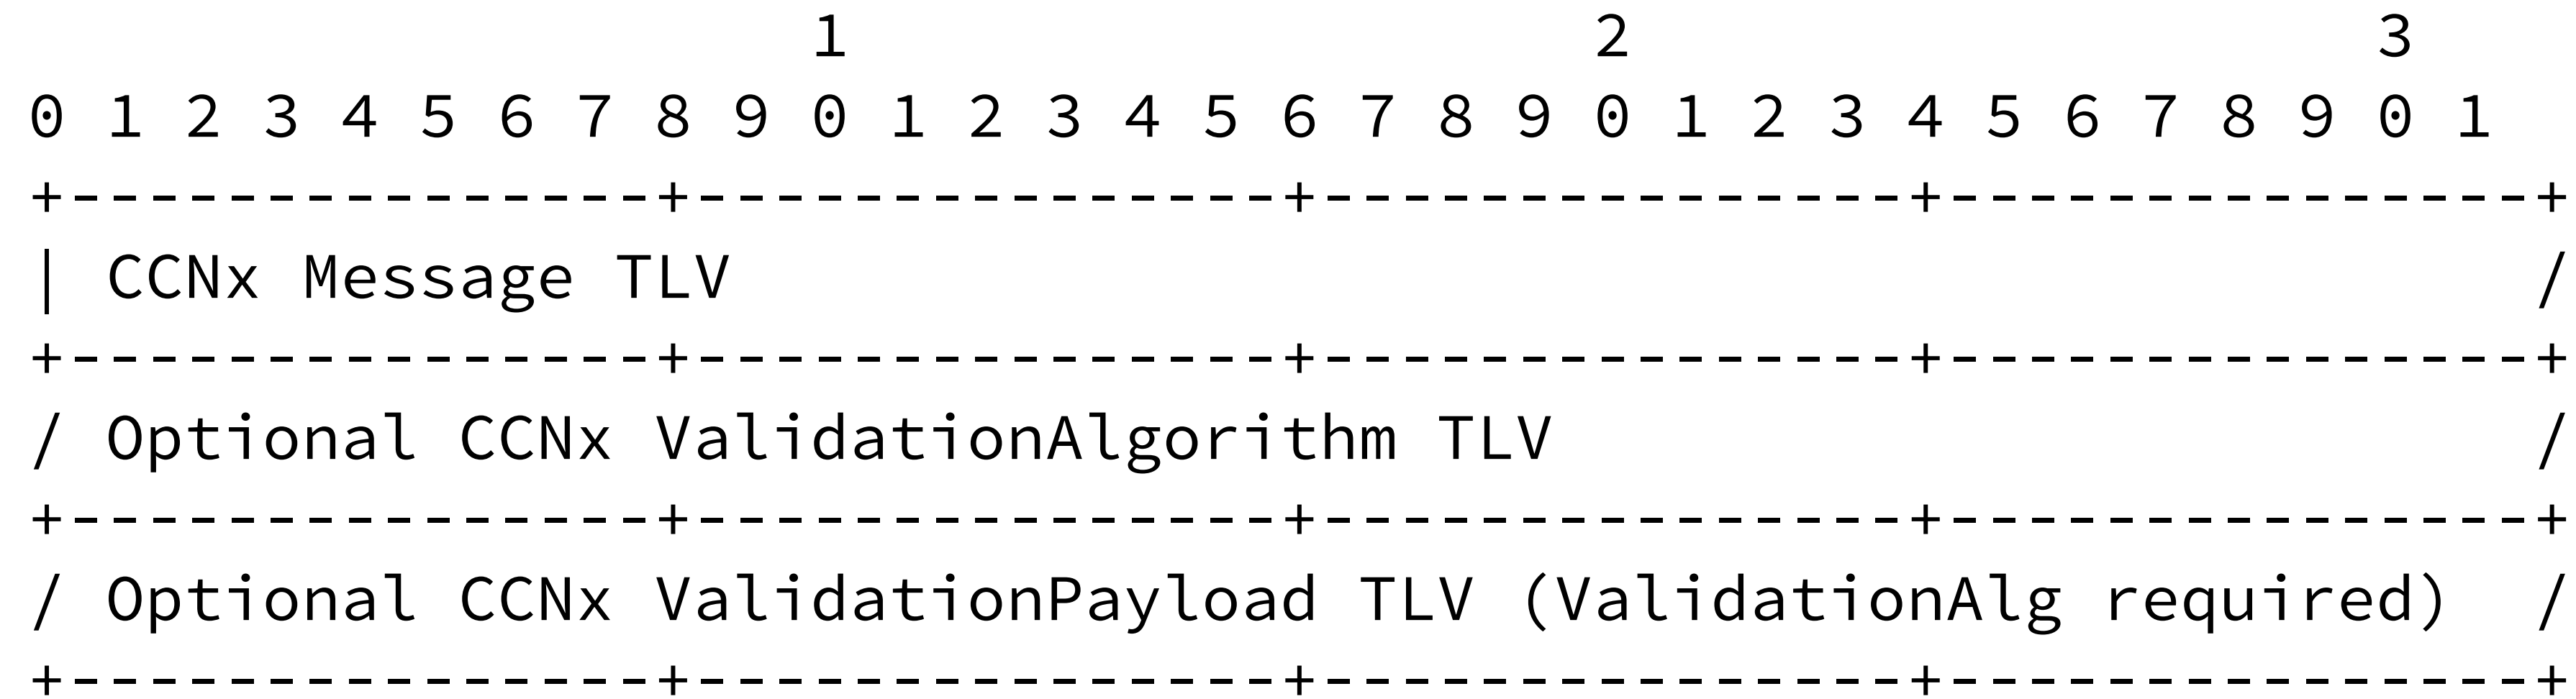 1                   2                   3
0 1 2 3 4 5 6 7 8 9 0 1 2 3 4 5 6 7 8 9 0 1 2 3 4 5 6 7 8 9 0 1
+---------------+---------------+---------------+---------------+
| CCNx Message TLV                                              /
+---------------+---------------+---------------+---------------+
/ Optional CCNx ValidationAlgorithm TLV                         /
+---------------+---------------+---------------+---------------+
/ Optional CCNx ValidationPayload TLV (ValidationAlg required)  /
+---------------+---------------+---------------+---------------+